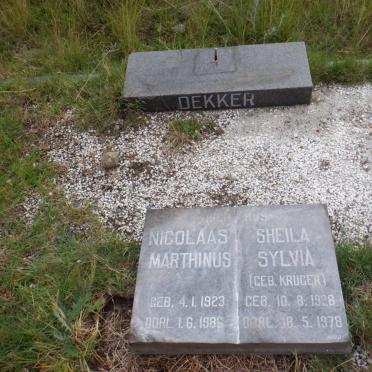 DEKKER
NICOLAAS
MARTHINUS
GEB. 4.1.1923
OORL. 1.6.1986
SHEILA
SYLVIA
(GEB. KRUGER)
GEB. 10.8.1928
OORL. 18.5.1978